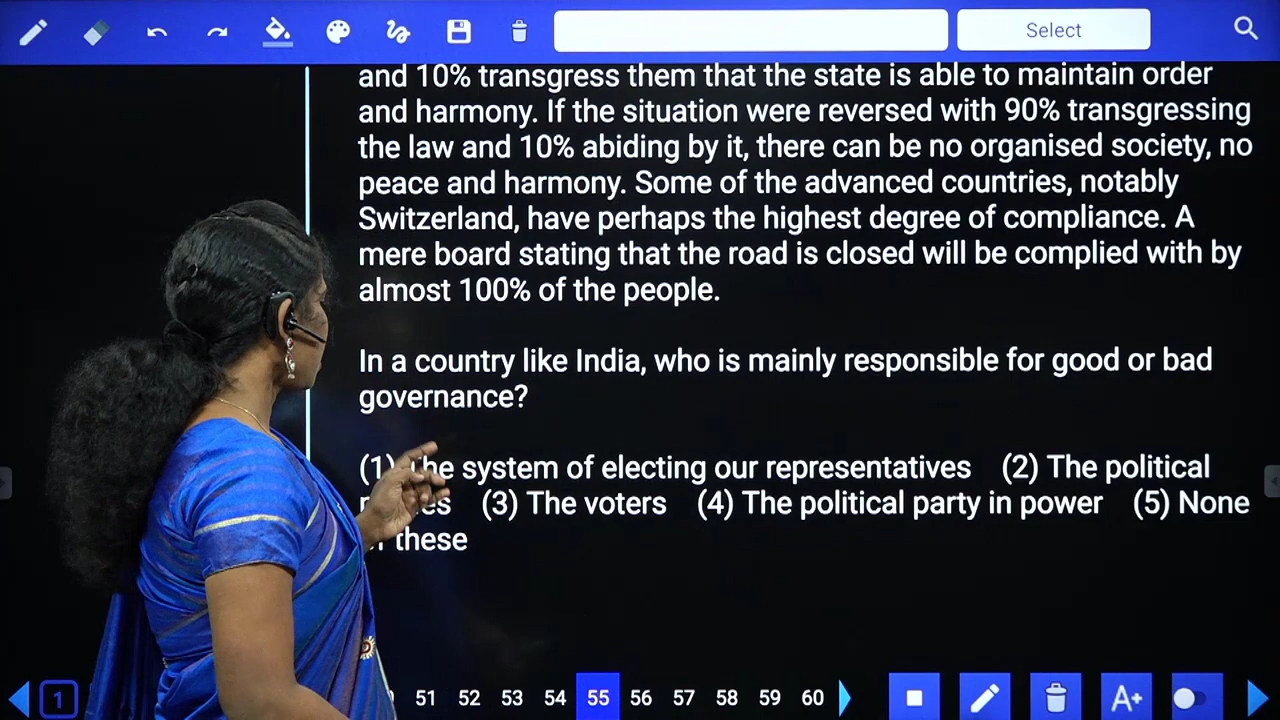 Select
and 10% transgress them that the state is able to maintain order
and harmony. If the situation were reversed with 90% transgressing
the law and 10% abiding by it, there can be no organised society, no
peace and harmony. Some of the advanced countries, notably
Switzerland, have perhaps the highest degree of compliance. A
mere board stating that the road is closed will be complied with by
almost 100% of the people.
In a country like India, who is mainly responsible for good or bad
governance?
(1) The system of electing our representatives (2) The political
(3) The voters (4) The political party in power (5) None
these
1 51 52 53 54 55 56 57 58 59 60 A+